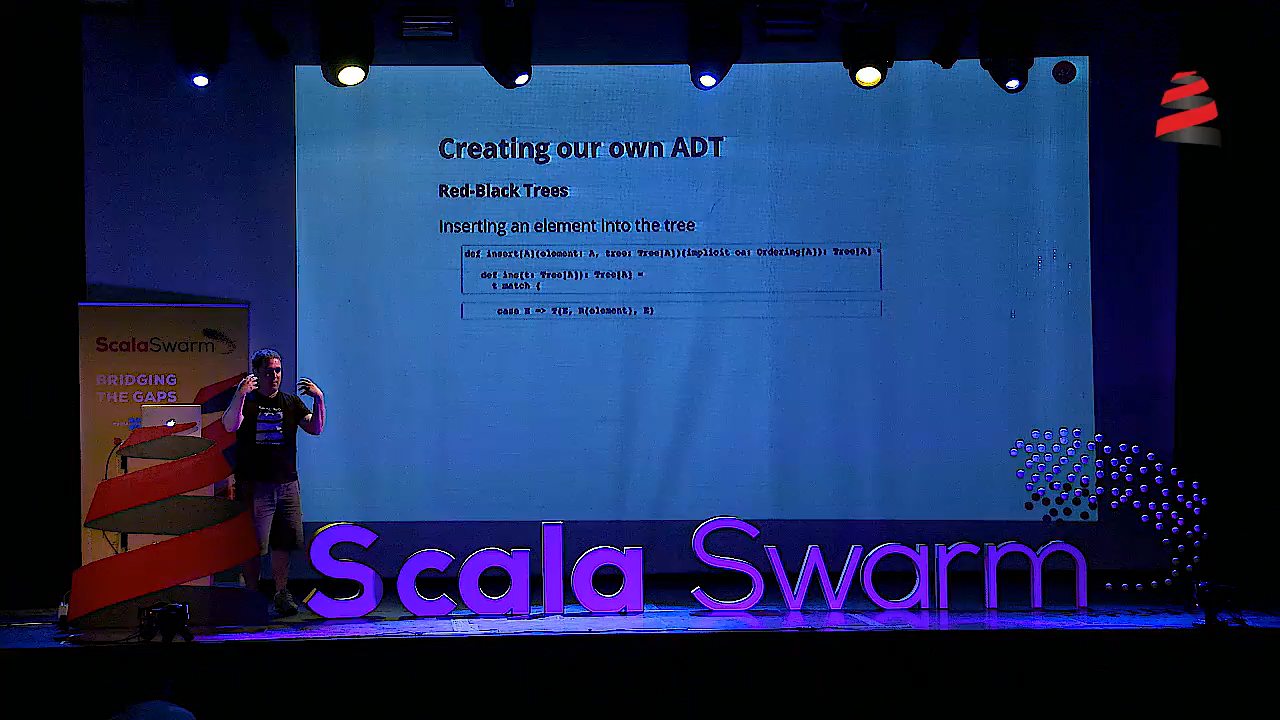 Creating our own ADT
Red-Black Trees
Inserting an element into the tree
def insert[A](element: A, tree: Tree[A])(implicit oa: Ordering[A]): Tree[A] =
def ins(t: Tree[A]): Tree[A] =
t match {
case E => T(E, R(element), E)
ScalaSwarm
BRIDGING
THE GAPS
Scala Swarm